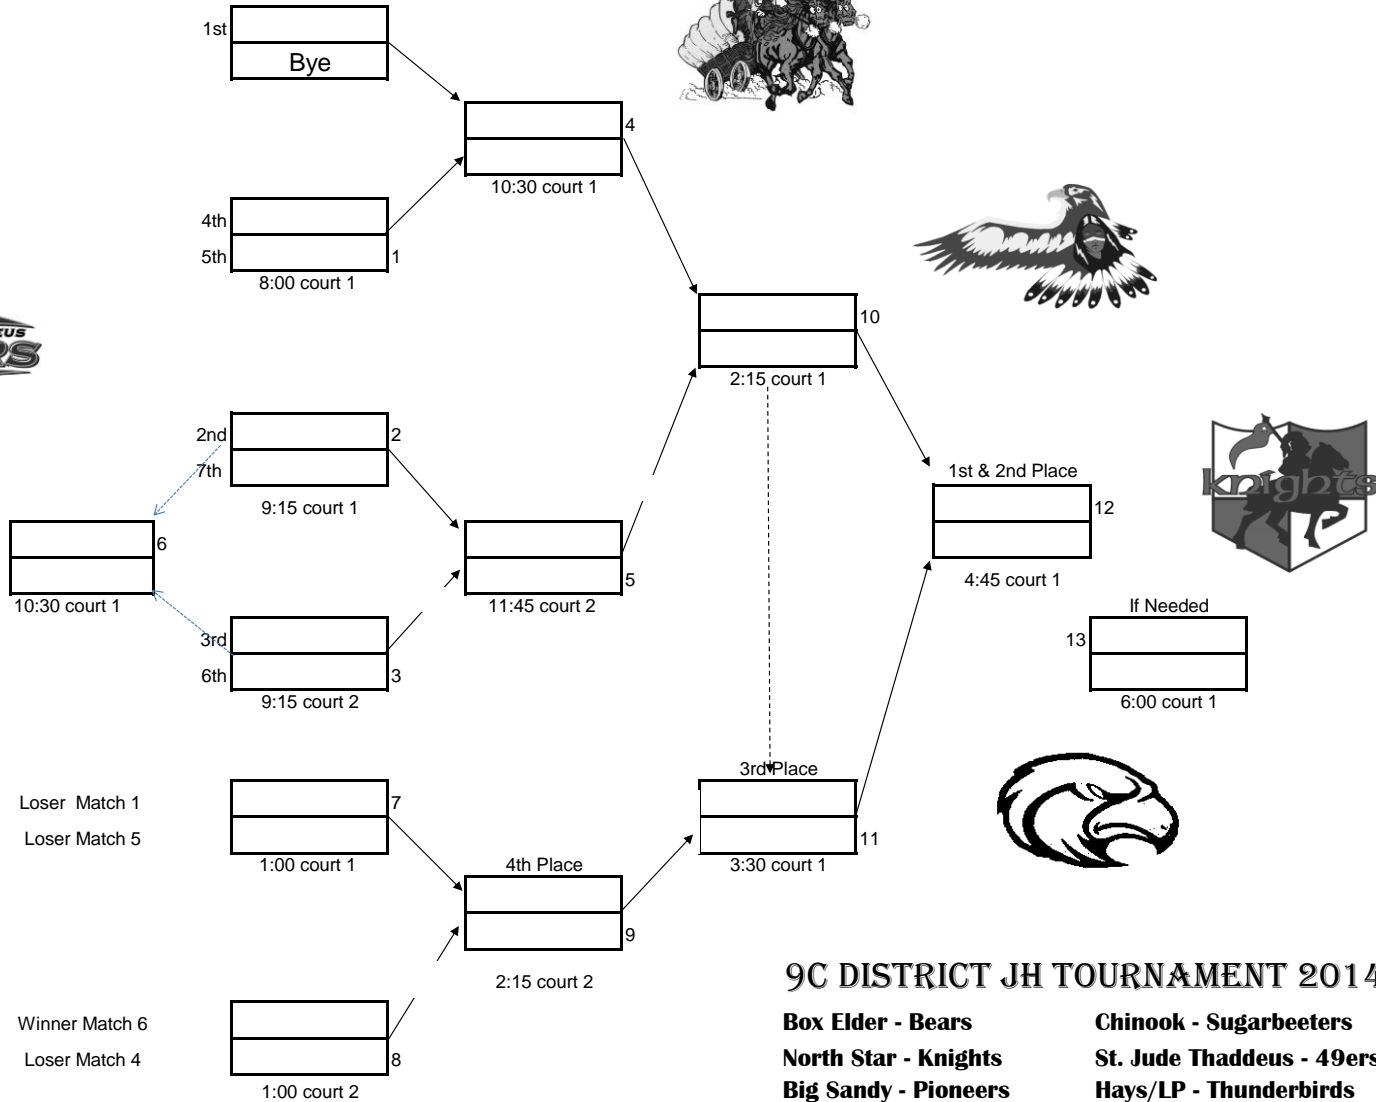 1st
Bye
4
10:30 court 1
4th
5th
1
8:00 court 1
10
2:15 court 1
EUS
RS
2nd
2
7th
9:15 court 1
knights
1st & 2nd Place
12
4:45 court 1
6
10:30 court 1
5
11:45 court 2
3rd
6th
3
9:15 court 2
If Needed
13
6:00 court 1
3rd Place
11
3:30 court 1
Loser Match 1
7
Loser Match 5
1:00 court 1
4th Place
9
2:15 court 2
Winner Match 6
Loser Match 4
8
1:00 court 2
9C DISTRICT JH TOURNAMENT 2014
Box Elder - Bears
Chinook - Sugarbeeters
North Star - Knights
St. Jude Thaddeus - 49ers
Big Sandy - Pioneers
Hays/LP - Thunderbirds